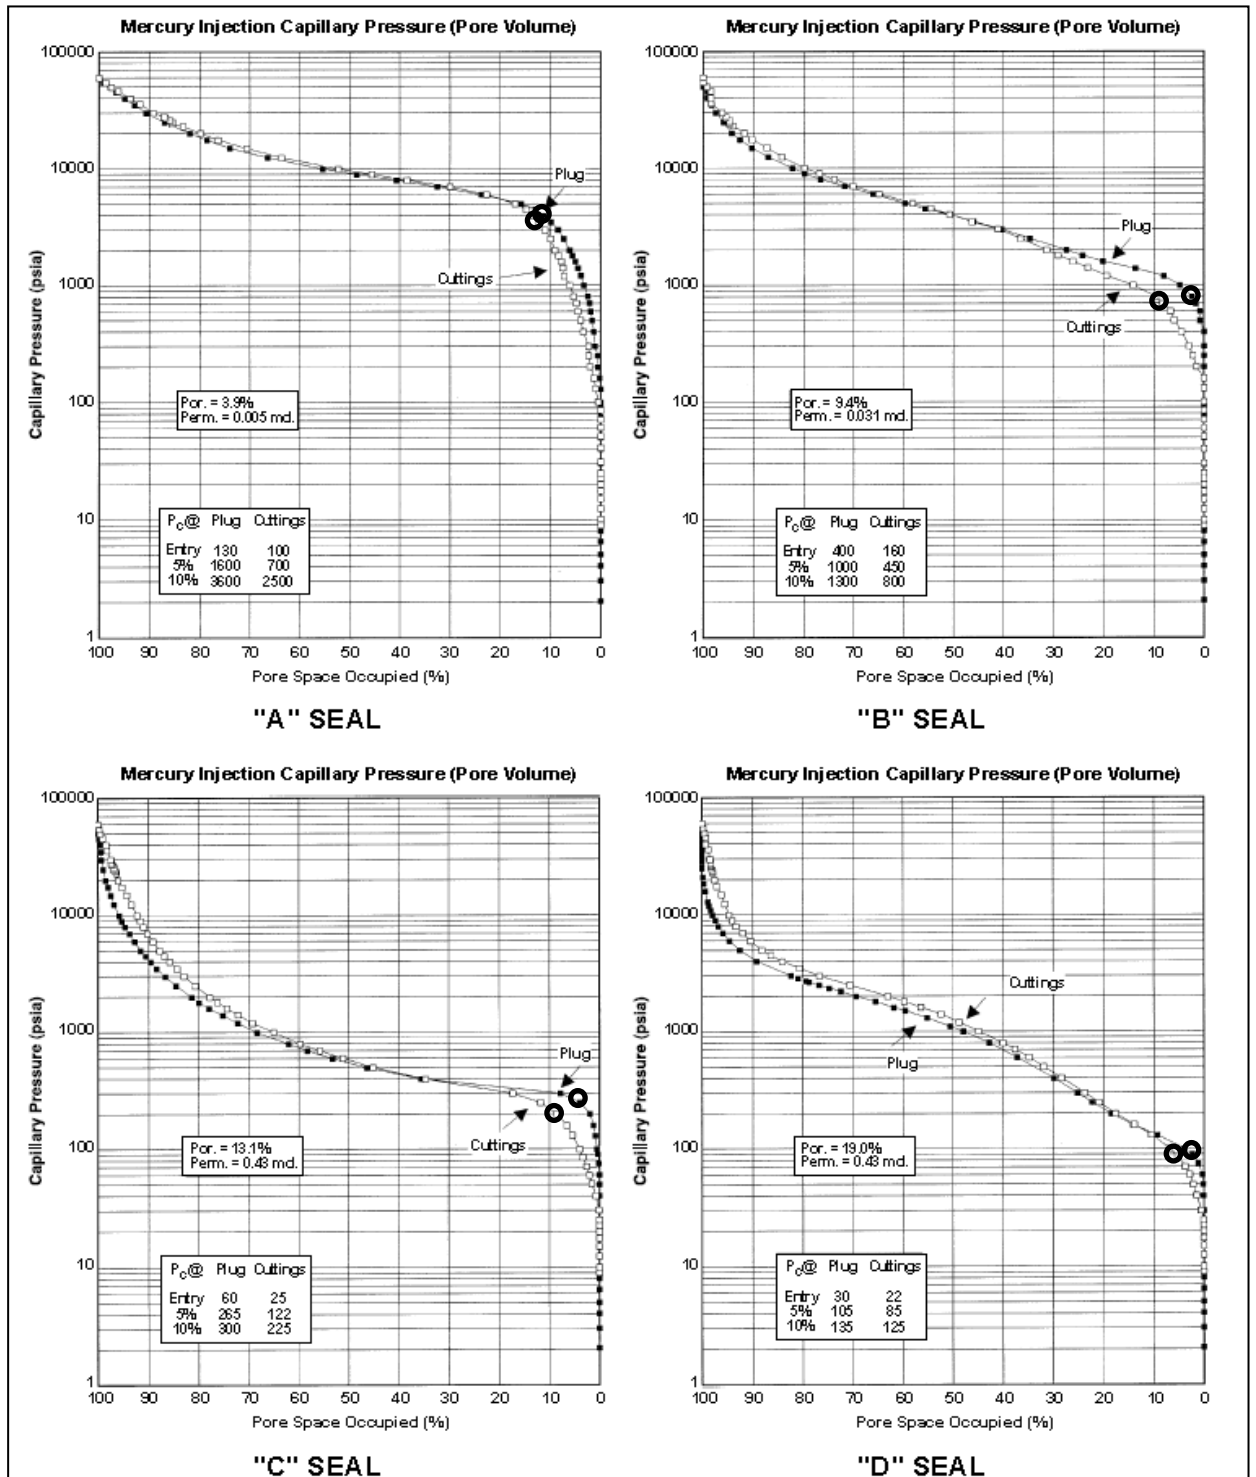 Mercury Injection Capillary Pressure (Pore Volume)
100000
10000
1000
100
10
1
Capillary Pressure (psia)
Plug
Cuttings
Por. = 3.9%
Perm. = 0.005 md.
Pc@ Plug Cuttings
Entry 130 100
5% 1600 700
10% 3600 2500
100 90 80 70 60 50 40 30 20 10 0
Pore Space Occupied (%)
"A" SEAL
Mercury Injection Capillary Pressure (Pore Volume)
100000
10000
1000
100
10
1
Capillary Pressure (psia)
Plug
Cuttings
Por. = 9.4%
Perm. = 0.031 md.
Pc@ Plug Cuttings
Entry 400 160
5% 1000 450
10% 1300 800
100 90 80 70 60 50 40 30 20 10 0
Pore Space Occupied (%)
"B" SEAL
Mercury Injection Capillary Pressure (Pore Volume)
100000
10000
1000
100
10
1
Capillary Pressure (psia)
Plug
Cuttings
Por. = 13.1%
Perm. = 0.43 md.
Pc@ Plug Cuttings
Entry 60 25
5% 265 122
10% 300 225
100 90 80 70 60 50 40 30 20 10 0
Pore Space Occupied (%)
"C" SEAL
Mercury Injection Capillary Pressure (Pore Volume)
100000
10000
1000
100
10
1
Capillary Pressure (psia)
Cuttings
Plug
Por. = 19.0%
Perm. = 0.43 md.
Pc@ Plug Cuttings
Entry 30 22
5% 105 85
10% 135 125
100 90 80 70 60 50 40 30 20 10 0
Pore Space Occupied (%)
"D" SEAL